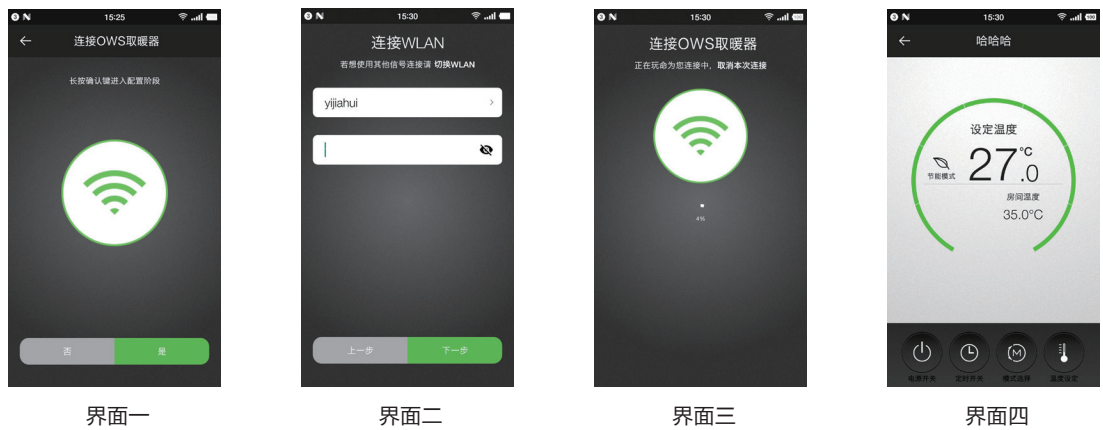 15:25
连接OWS取暖器
长按确认键进入配置阶段
否
是
界面一
15:30
连接WLAN
若想使用其他信号连接请 切换WLAN
yijiahui
上一步
下一步
界面二
15:30
连接OWS取暖器
正在玩命为您连接中，取消本次连接
4%
界面三
15:30
哈哈哈
设定温度
27.0°C
节能模式
房间温度
35.0°C
电源开关
定时开关
模式选择
温度设定
界面四